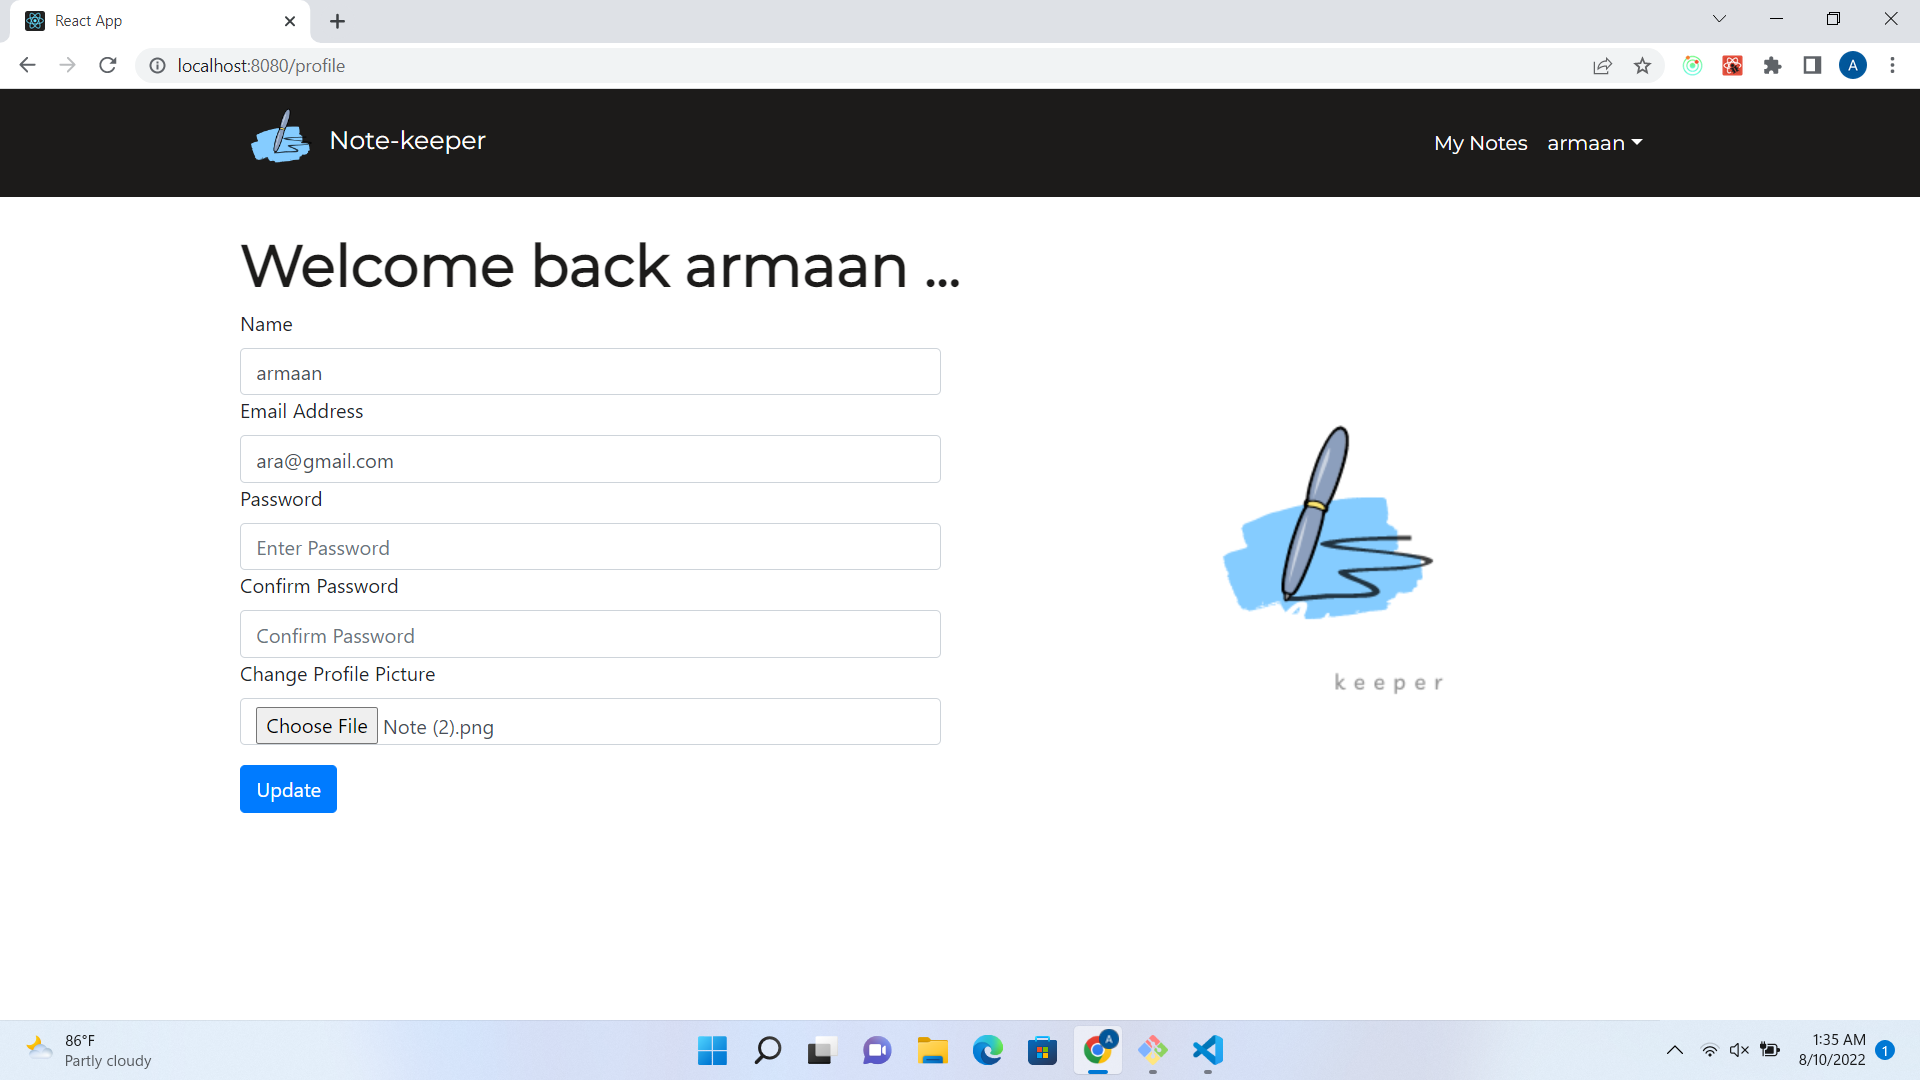 React App
localhost:8080/profile
A
Note-keeper
My Notes
armaan
Welcome back armaan ...
Name
armaan
Email Address
ara@gmail.com
Password
Enter Password
Confirm Password
Confirm Password
Change Profile Picture
Choose File Note (2).png
Update
keeper
86°F
Partly cloudy
A
1:35 AM
8/10/2022
1